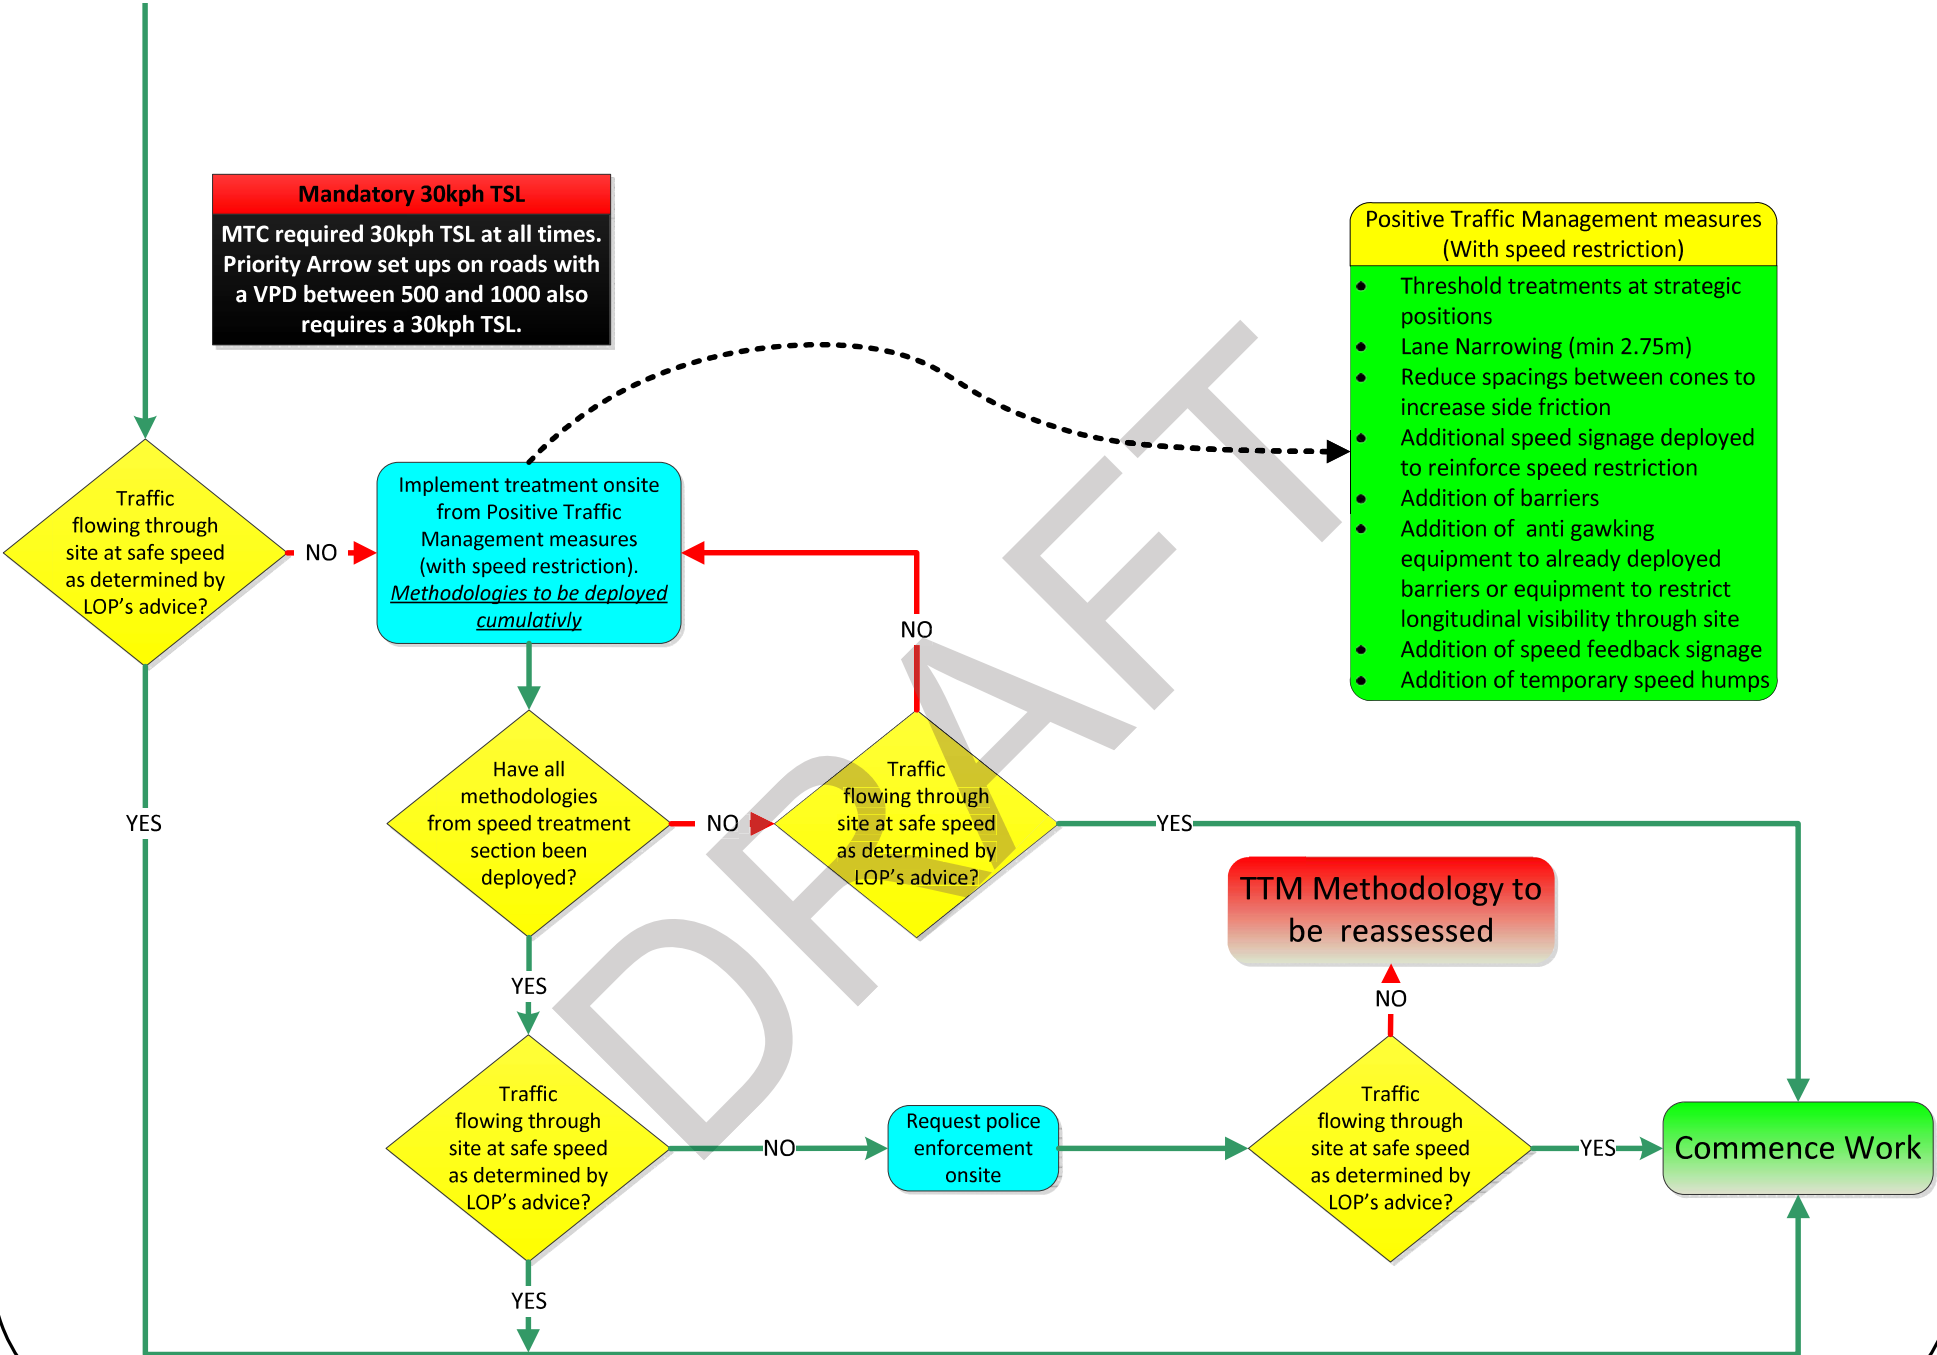 Mandatory 30kph TSL
MTC required 30kph TSL at all times.
Priority Arrow set ups on roads with
a VPD between 500 and 1000 also
requires a 30kph TSL.
Positive Traffic Management measures
(With speed restriction)
• Threshold treatments at strategic
positions
• Lane Narrowing (min 2.75m)
• Reduce spacings between cones to
increase side friction
• Additional speed signage deployed
to reinforce speed restriction
• Addition of barriers
• Addition of  anti gawking
equipment to already deployed
barriers or equipment to restrict
longitudinal visibility through site
• Addition of speed feedback signage
• Addition of temporary speed humps
Traffic
flowing through
site at safe speed
as determined by
LOP's advice?
NO
Implement treatment onsite
from Positive Traffic
Management measures
(with speed restriction).
Methodologies to be deployed
cumulativly
NO
YES
Have all
methodologies
from speed treatment
section been
deployed?
NO
Traffic
flowing through
site at safe speed
as determined by
LOP's advice?
YES
TTM Methodology to
be  reassessed
YES
NO
Traffic
flowing through
site at safe speed
as determined by
LOP's advice?
NO
Request police
enforcement
onsite
Traffic
flowing through
site at safe speed
as determined by
LOP's advice?
YES
Commence Work
YES
DRAFT